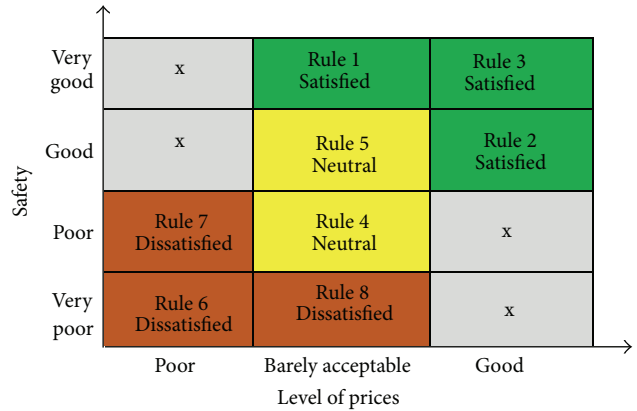 Very
good
x
Rule 1
Satisfied
Rule 3
Satisfied
Good
x
Rule 5
Neutral
Rule 2
Satisfied
Safety
Poor
Rule 7
Dissatisfied
Rule 4
Neutral
x
Very
poor
Rule 6
Dissatisfied
Rule 8
Dissatisfied
x
Poor
Barely acceptable
Good
Level of prices